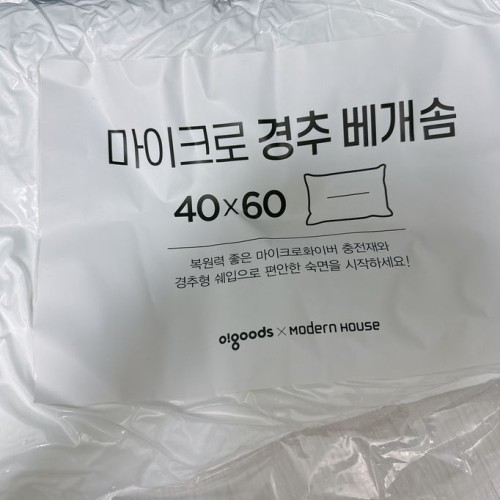 마이크로 경추 베개솜
40x60
복원력 좋은 마이크로화이버 충전재와
경추형 쉐입으로 편안한 숙면을 시작하세요!
o!goods x MODERN HOUSE